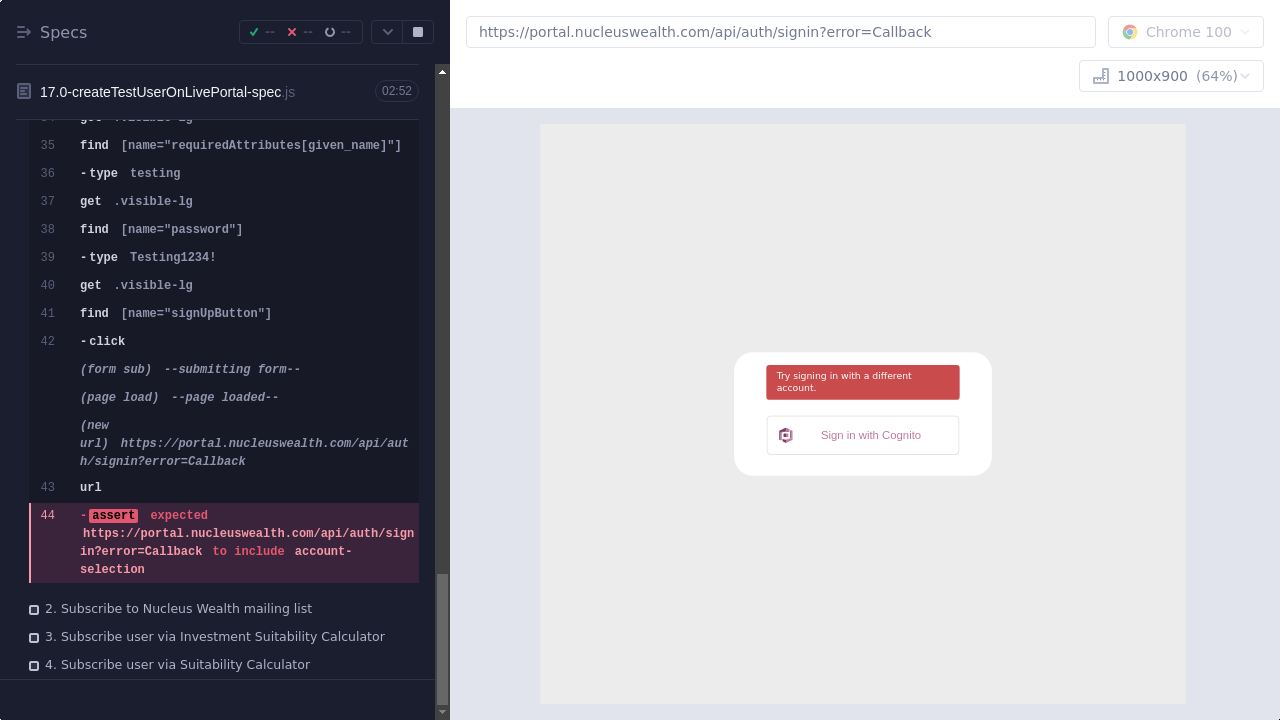 Specs
-- -- --
17.0-createTestUserOnLivePortal-spec.js
02:52
35 find [name="requiredAttributes[given_name]"]
36 -type testing
37 get .visible-lg
38 find [name="password"]
39 -type Testing1234!
40 get .visible-lg
41 find [name="signUpButton"]
42 -click
(form sub) --submitting form--
(page load) --page loaded--
(new
url) https://portal.nucleuswealth.com/api/aut
h/signin?error=Callback
43 url
44 -assert expected
https://portal.nucleuswealth.com/api/auth/sign
in?error=Callback to include account-
selection
2. Subscribe to Nucleus Wealth mailing list
3. Subscribe user via Investment Suitability Calculator
4. Subscribe user via Suitability Calculator
https://portal.nucleuswealth.com/api/auth/signin?error=Callback
Chrome 100
1000x900 (64%)
Try signing in with a different
account.
Sign in with Cognito